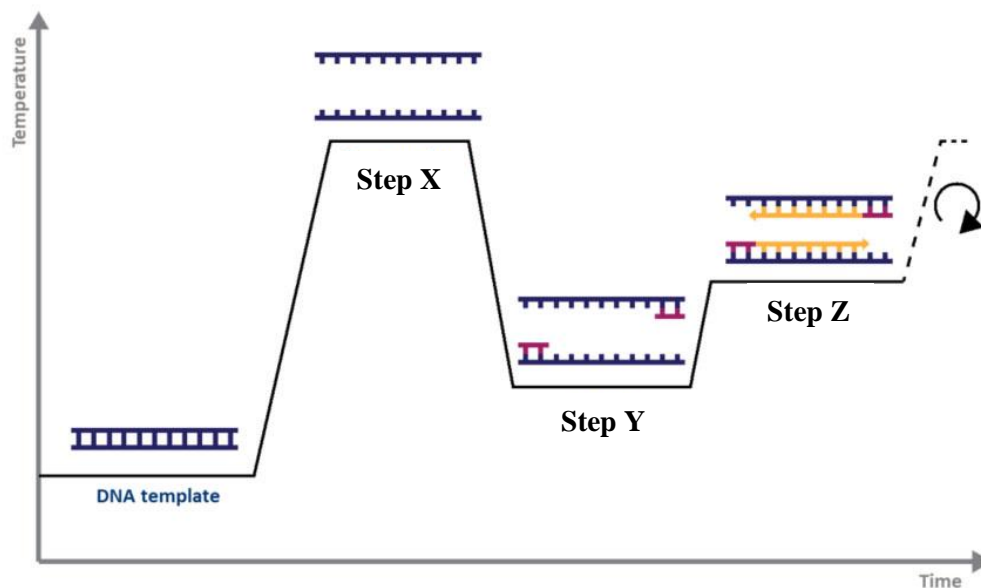 Temperature
Step X
Step Z
Step Y
DNA template
Time